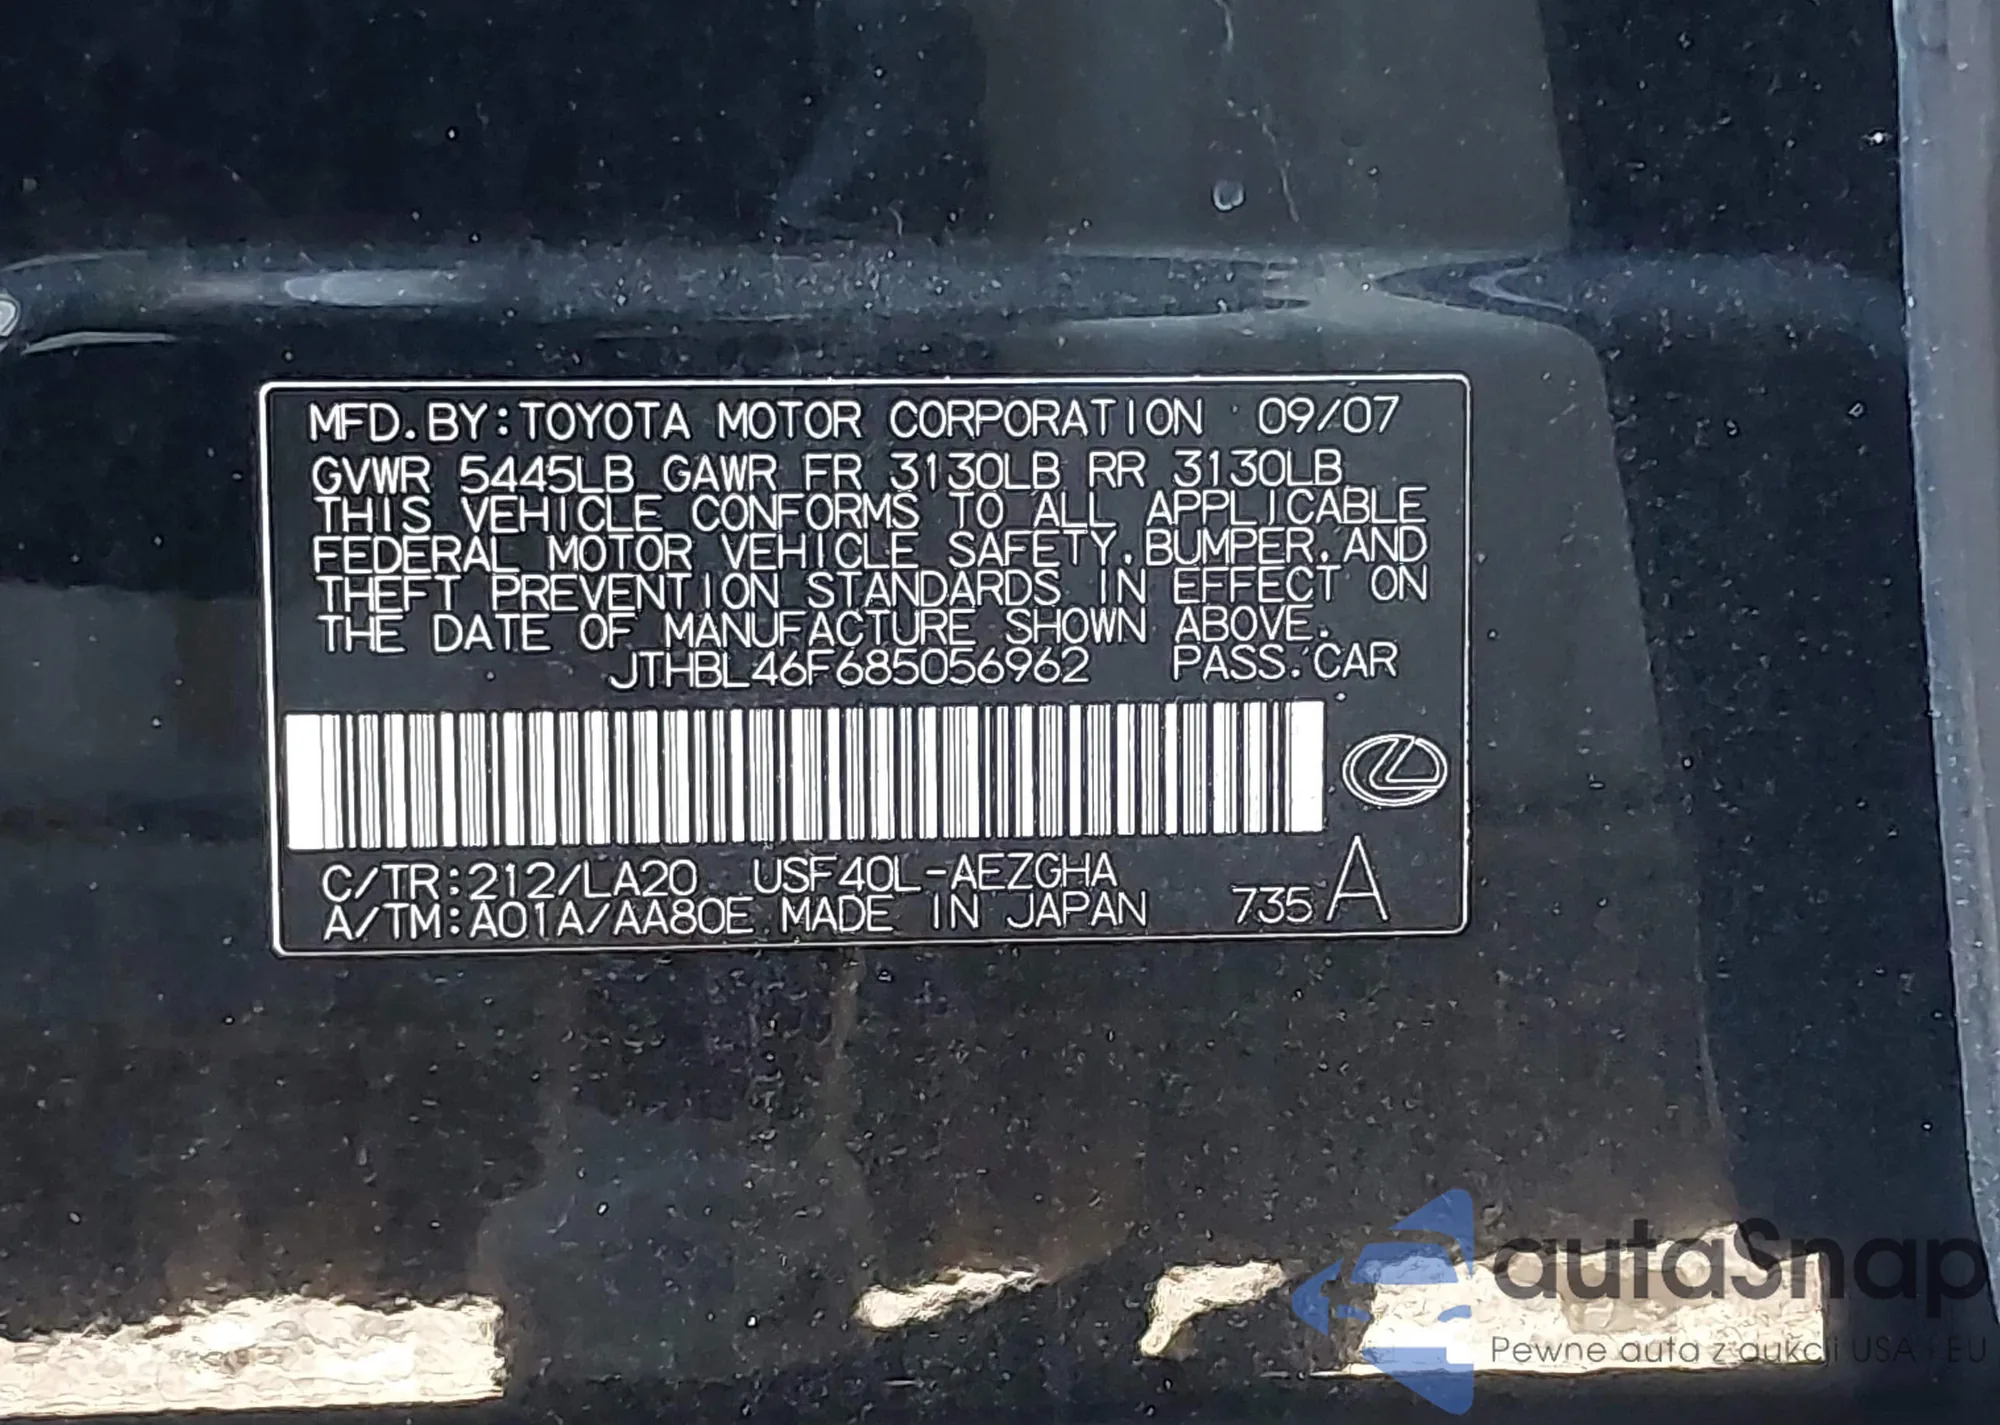 MFD.BY:TOYOTA MOTOR CORPORATION 09/07
GVWR 5445LB GAWR FR 3130LB RR 3130LB
THIS VEHICLE CONFORMS TO ALL APPLICABLE
FEDERAL MOTOR VEHICLE SAFETY,BUMPER,AND
THEFT PREVENTION STANDARDS IN EFFECT ON
THE DATE OF MANUFACTURE SHOWN ABOVE.
JTHBL46F685056962 PASS.CAR
C/TR:212/LA20 USF40L-AEZGHA
A/TM:A01A/AA80E MADE IN JAPAN 735 A
autaSnap
Pewne auta z aukcji USA i EU